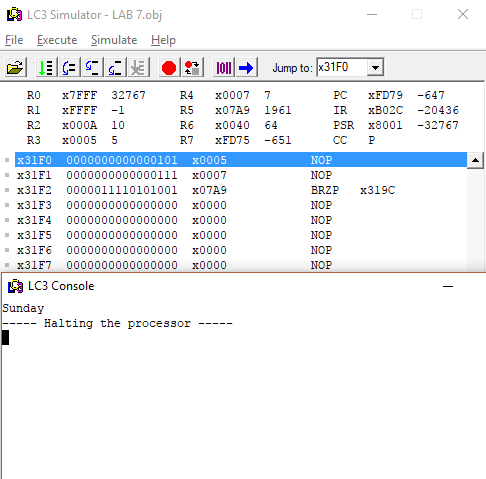 LC3 Simulator - LAB 7.obj
File Execute Simulate Help
Jump to: x31F0
R0 x7FFF 32767 R4 x0007 7 PC xFD79 -647
R1 xFFFF -1 R5 x07A9 1961 IR xB02C -20436
R2 x000A 10 R6 x0040 64 PSR x8001 -32767
R3 x0005 5 R7 xFD75 -651 CC P
x31F0 0000000000000101 x0005 NOP
x31F1 0000000000000111 x0007 NOP
x31F2 0000011110101001 x07A9 BRZP x319C
x31F3 0000000000000000 x0000 NOP
x31F4 0000000000000000 x0000 NOP
x31F5 0000000000000000 x0000 NOP
x31F6 0000000000000000 x0000 NOP
x31F7 0000000000000000 x0000 NOP
LC3 Console
Sunday
----- Halting the processor -----